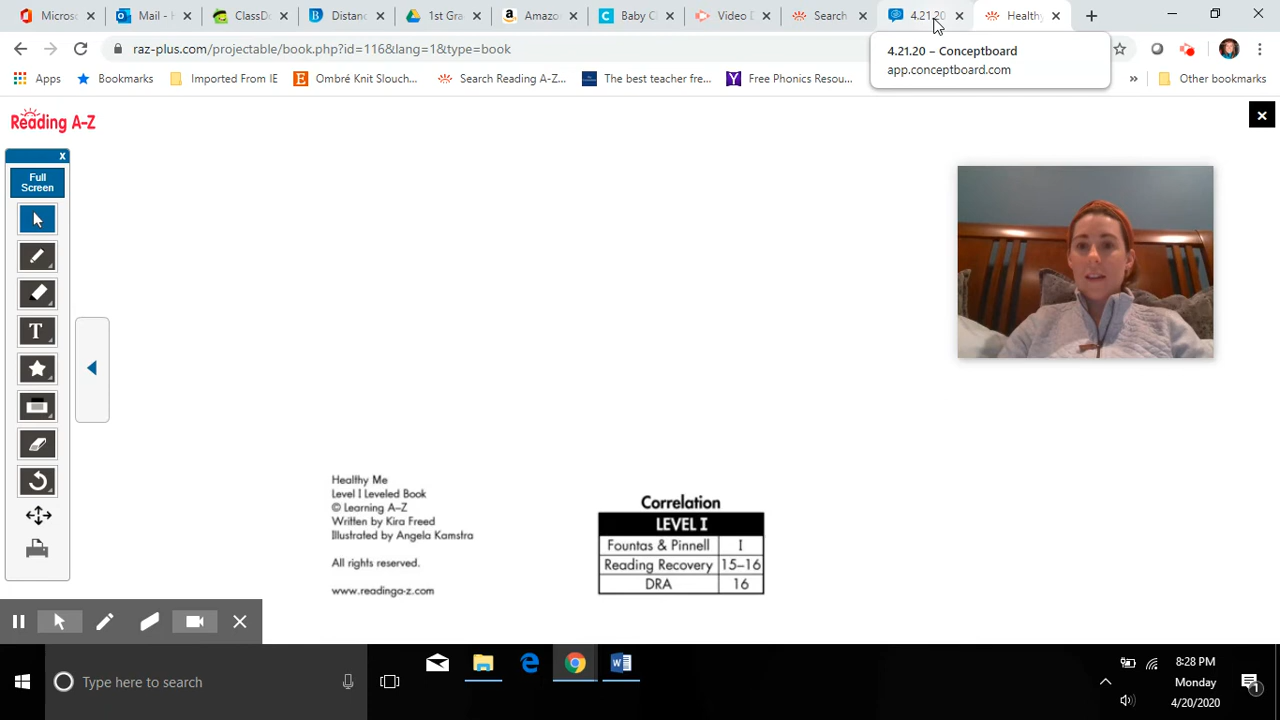 Microso
Mail - H
ClassDo
Distanc
1st Gra
Amazo
Baby C
Video D
Search
4.21.20
Healthy
raz-plus.com/projectable/book.php?id=116&lang=1&type=book
4.21.20 – Conceptboard
app.conceptboard.com
Apps
Bookmarks
Imported From IE
Ombré Knit Slouch...
Search Reading A-Z...
The best teacher fre...
Free Phonics Resou...
Other bookmarks
Reading A-Z
x
Full
Screen
T
Healthy Me
Level I Leveled Book
© Learning A–Z
Written by Kira Freed
Illustrated by Angela Kamstra
All rights reserved.
www.readinga-z.com
Correlation
LEVEL I
Fountas & Pinnell I
Reading Recovery 15–16
DRA 16
Type here to search
8:28 PM
Monday
4/20/2020
1